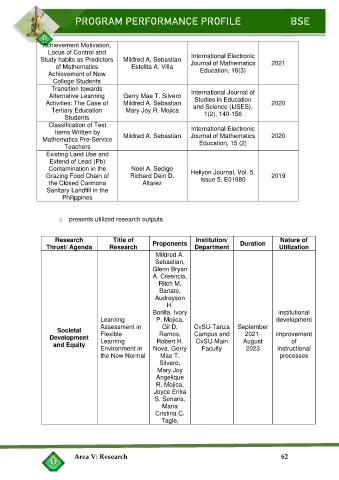 PROGRAM PERFORMANCE PROFILE BSE
Achievement Motivation,
Locus of Control and
Study habits as Predictors
of Mathematics
Achievement of New
College Students
Mildred A. Sebastian
Estelita A. Villa
International Electronic
Journal of Mathematics
Education, 16(3)
2021
Transition towards
Alternative Learning
Activities: The Case of
Tertiary Education
Students
Gerry Mae T. Silvero
Mildred A. Sebastian
Mary Joy R. Mojica
International Journal of
Studies in Education
and Science (IJSES),
1(2), 140-156
2020
Classification of Test
Items Written by
Mathematics Pre-Service
Teachers
Mildred A. Sebastian
International Electronic
Journal of Mathematics
Education, 15 (2)
2020
Existing Land Use and
Extend of Lead (Pb)
Contamination in the
Grazing Food Chain of
the Closed Carmona
Sanitary Landfill in the
Philippines
Noel A. Sedigo
Richard Dein D.
Altarez
Heliyon Journal, Vol. 5,
Issue 5, E01680
2019
o presents utilized research outputs.
Research
Thrust/ Agenda
Title of
Research
Proponents
Institution/
Department
Duration
Nature of
Utilization
Societal
Development
and Equity
Learning
Assessment in
Flexible
Learning
Environment in
the New Normal
Mildred A.
Sebastian,
Glenn Bryan
A. Creencia,
Ritch M.
Banate,
Audreyson
H.
Borilla, Ivory
P. Mojica,
Gil D.
Ramos,
Robert H.
Nova, Gerry
Mae T.
Silvero,
Mary Joy
Angelique
R. Mojica,
Joyce Erika
S. Senaris,
Maria
Cristina C.
Tagle,
CvSU-Tanza
Campus and
CvSU-Main
Faculty
September
2021-
August
2023
institutional
development
improvement
of
instructional
processes
Area V: Research 62